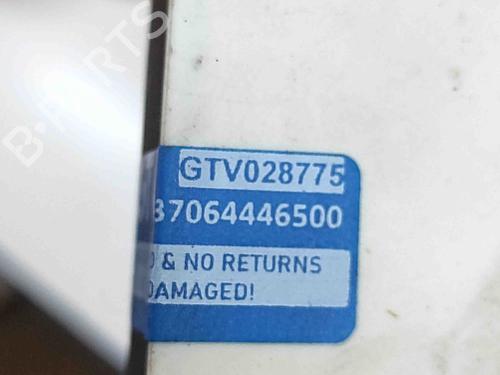 B-PARTS
GTV028775
37064446500
& NO RETURNS
DAMAGED!